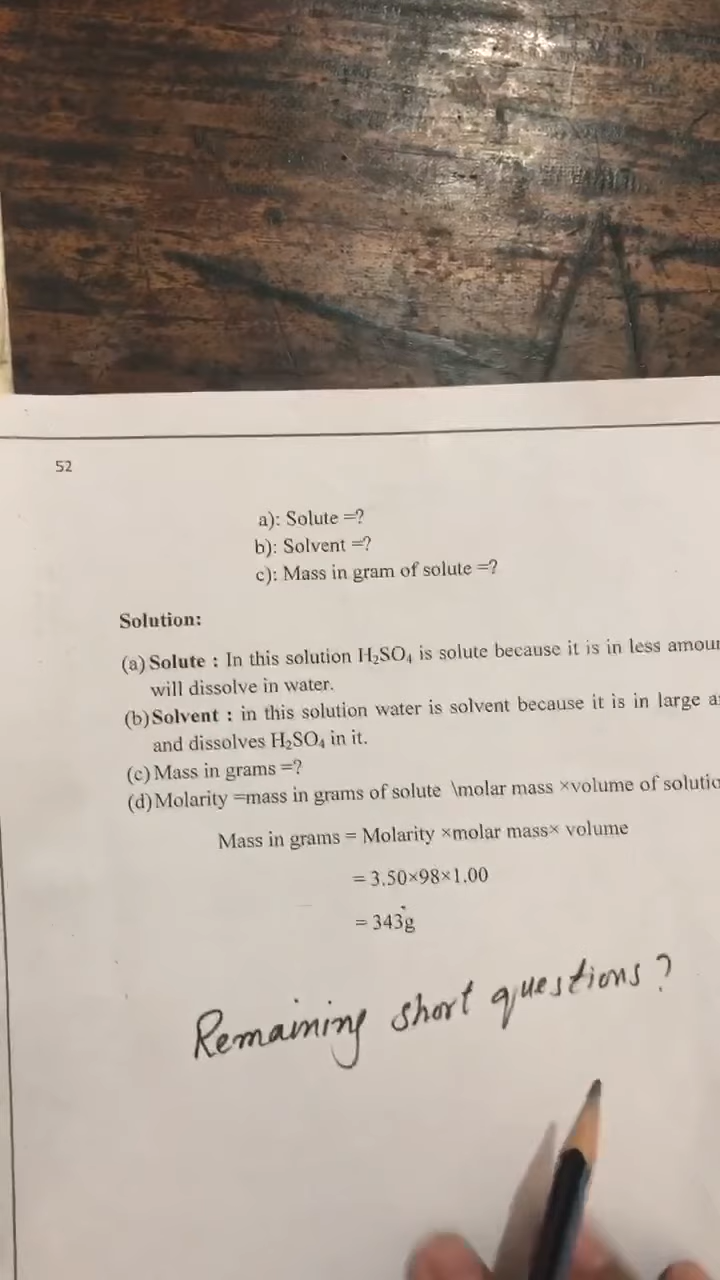 52
a): Solute =?
b): Solvent =?
c): Mass in gram of solute =?
Solution:
(a) Solute : In this solution H₂SO₄ is solute because it is in less
will dissolve in water.
(b) Solvent : in this solution water is solvent because it is in large
and dissolves H₂SO₄ in it.
(c) Mass in grams =?
(d) Molarity =mass in grams of solute \molar mass ×volume of
Mass in grams = Molarity ×molar mass× volume
= 3.50×98×1.00
= 343g
Remaining short questions?